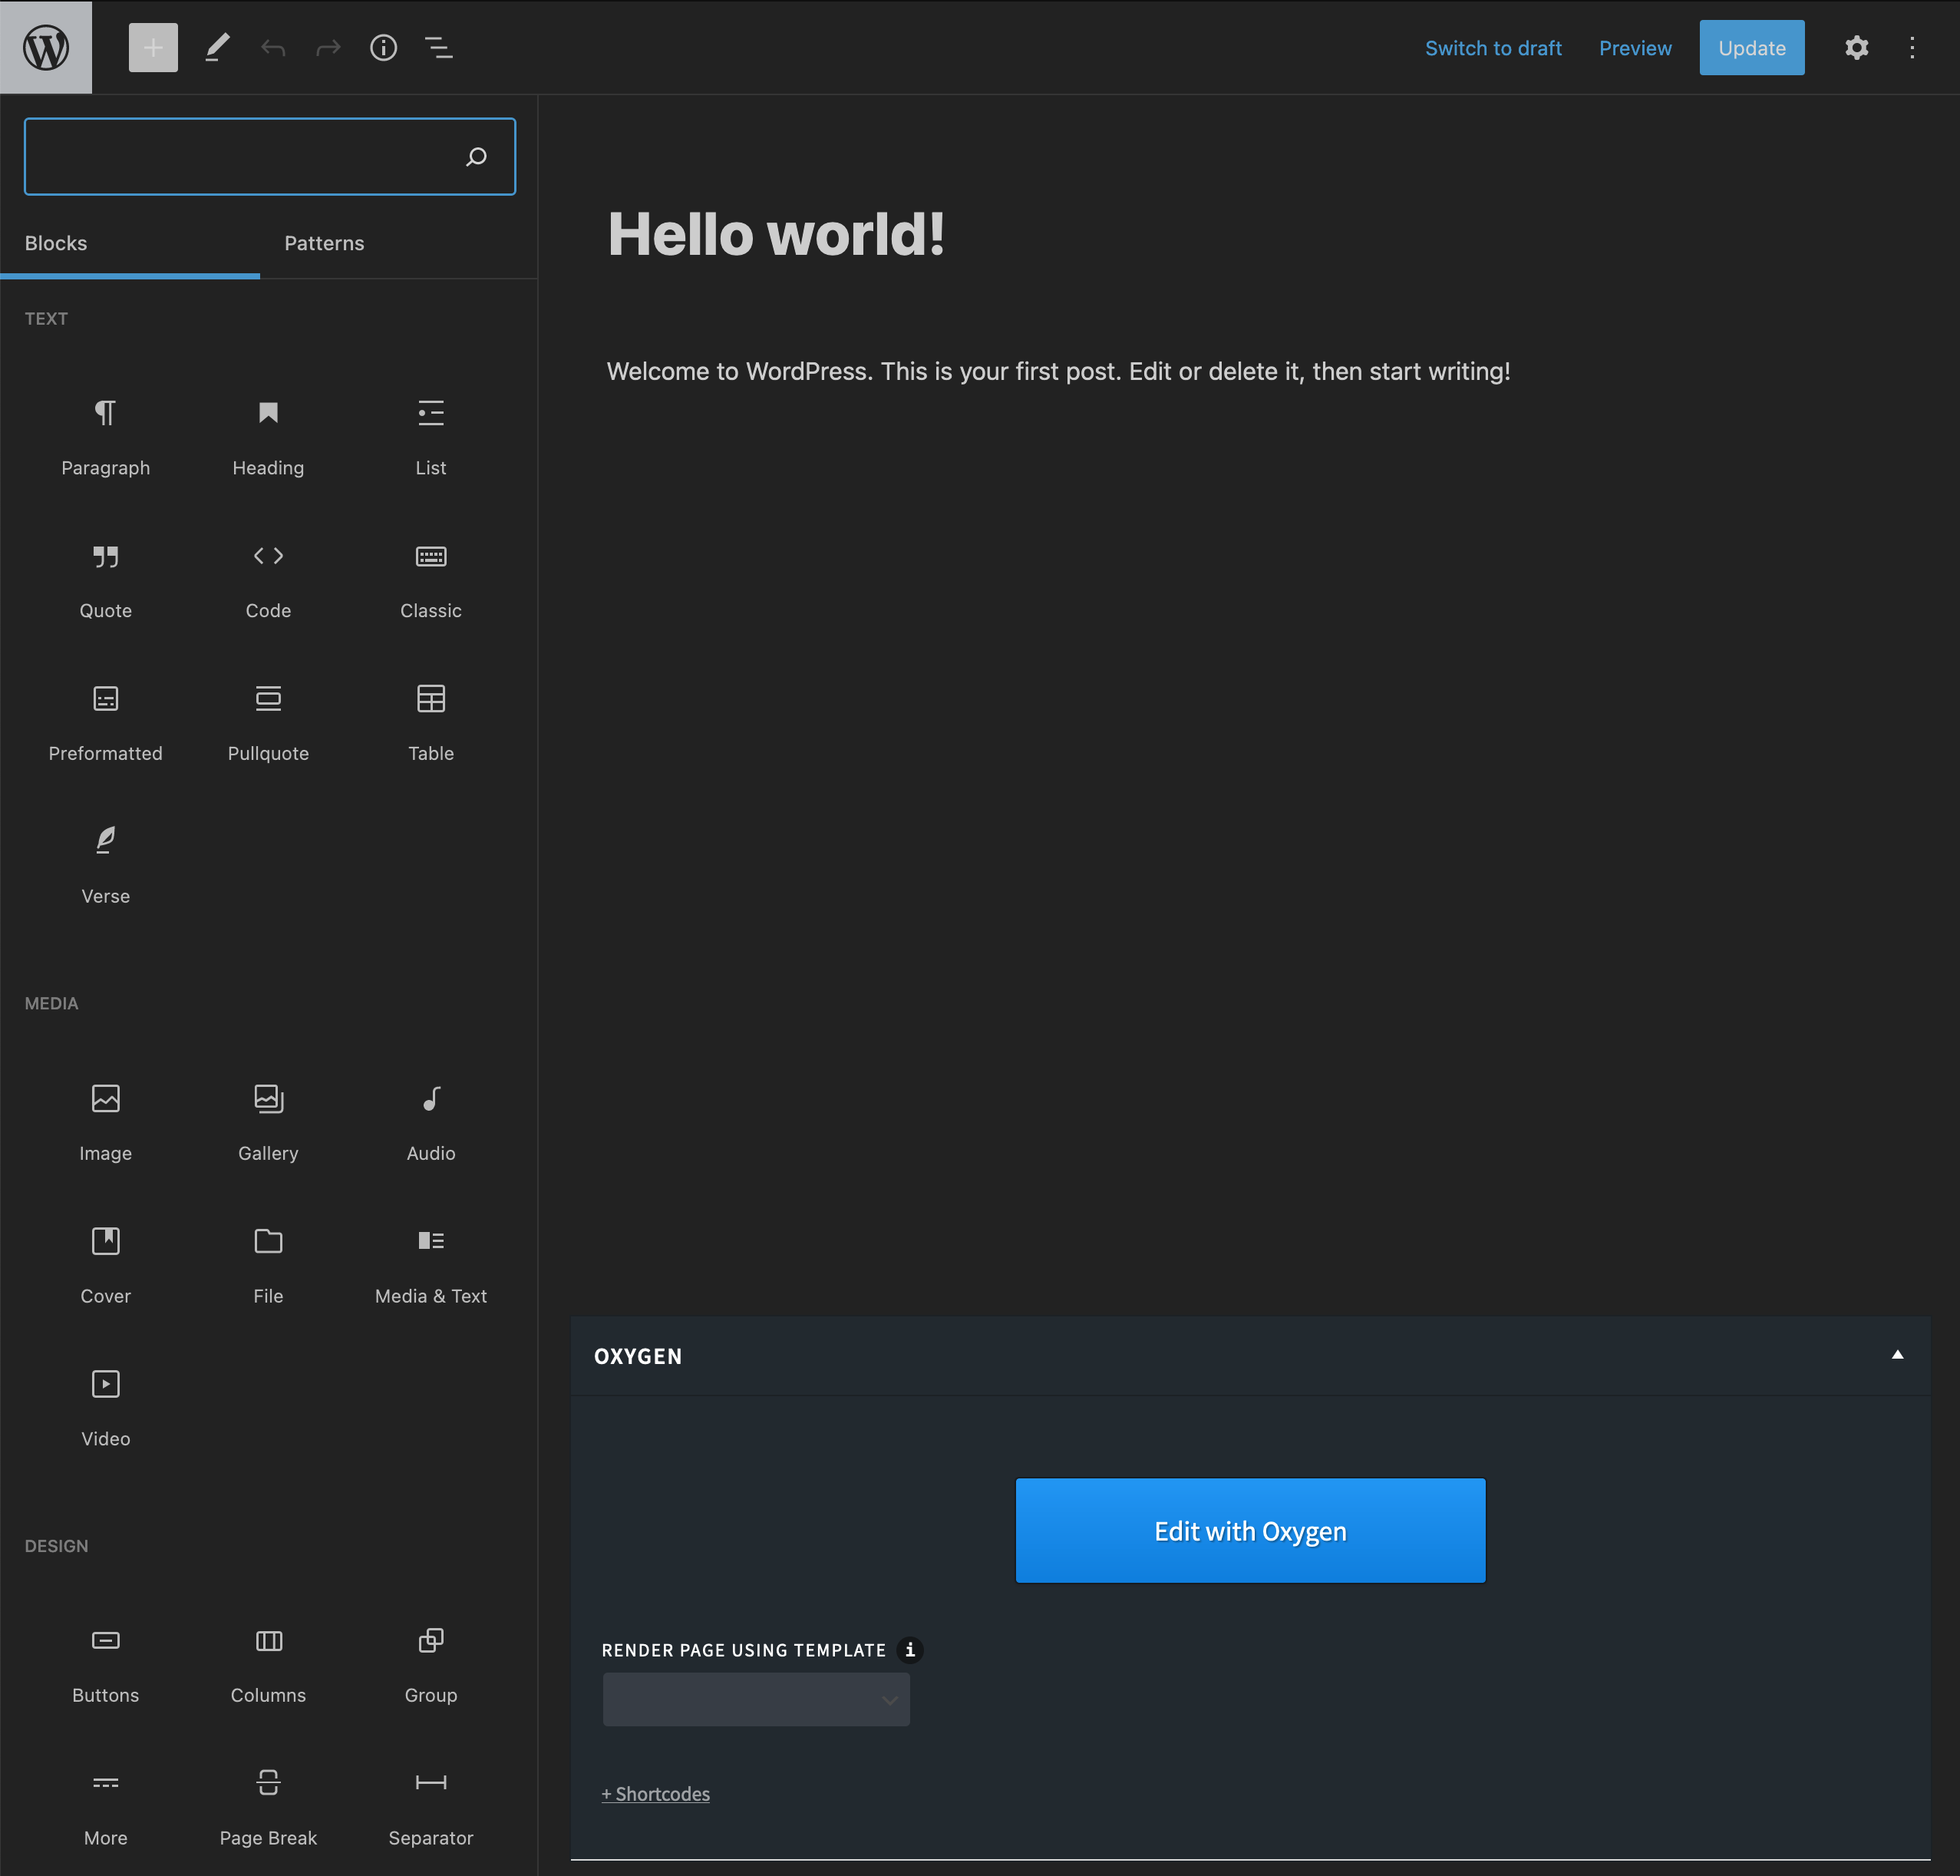 Switch to draft Preview Update
Blocks Patterns
TEXT
Paragraph Heading List
Quote Code Classic
Preformatted Pullquote Table
Verse
MEDIA
Image Gallery Audio
Cover File Media & Text
Video
DESIGN
Buttons Columns Group
More Page Break Separator
Hello world!
Welcome to WordPress. This is your first post. Edit or delete it, then start writing!
OXYGEN
Edit with Oxygen
RENDER PAGE USING TEMPLATE
+ Shortcodes